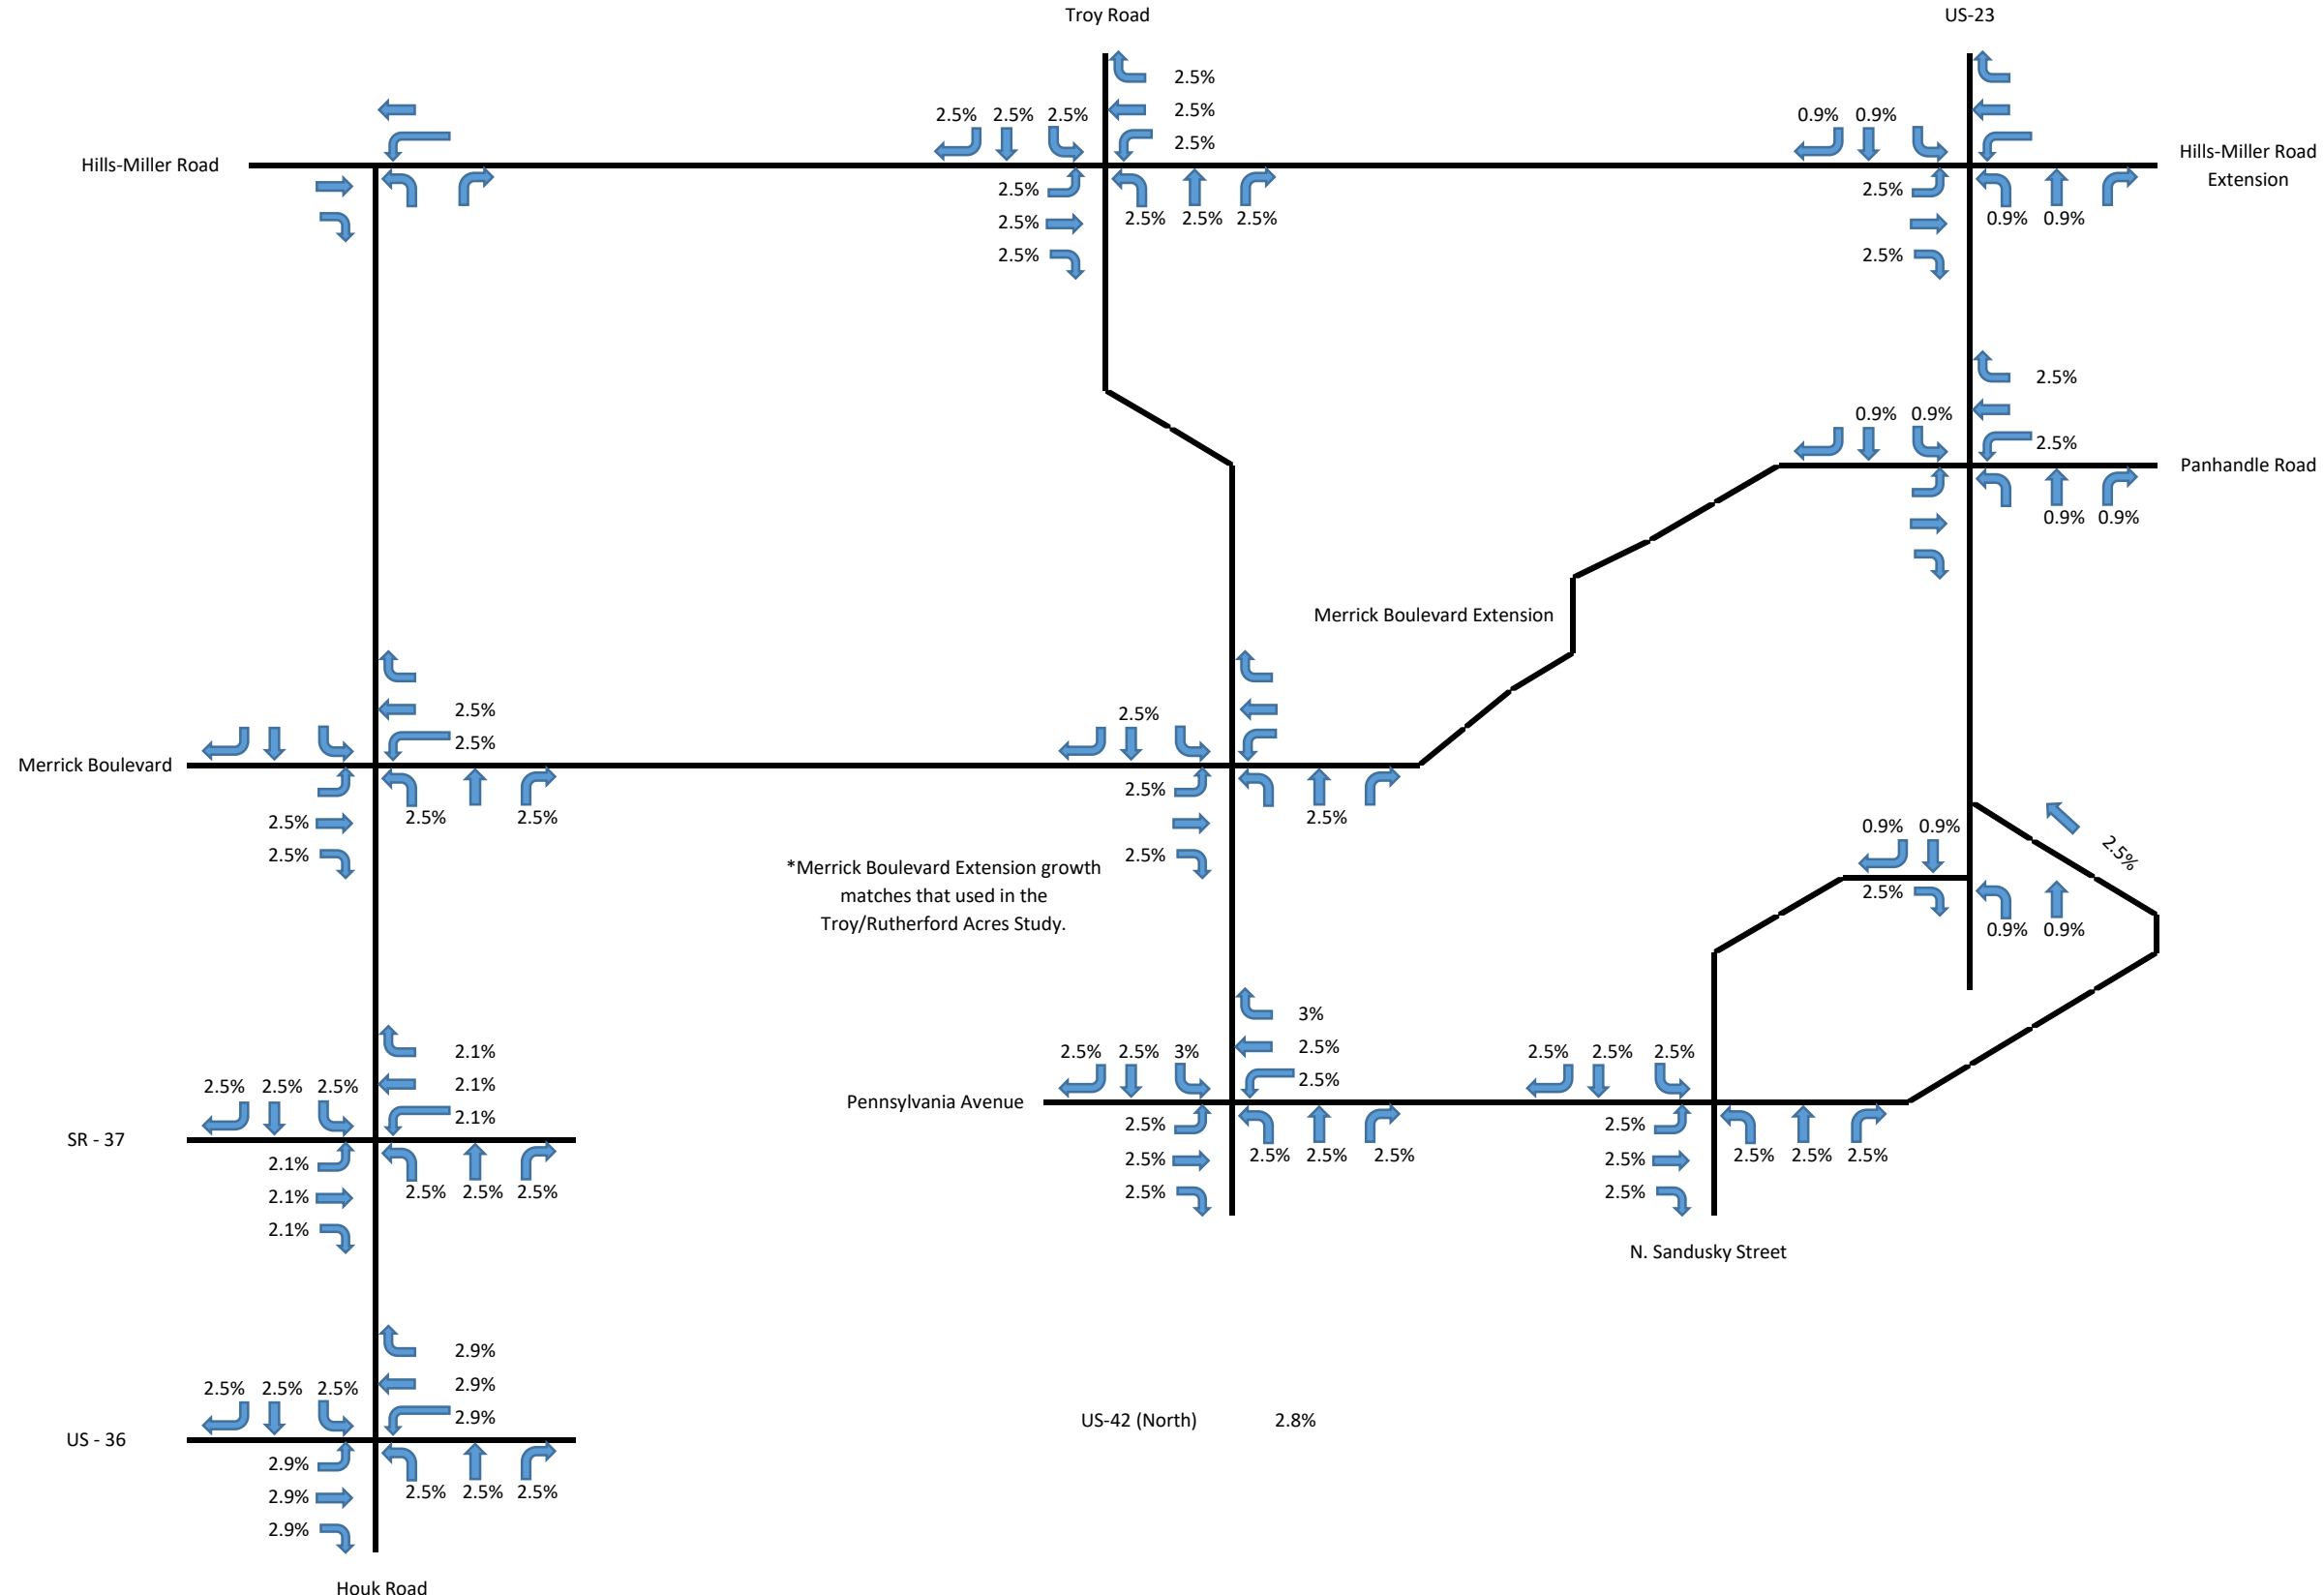 Troy Road
US-23
2.5%
2.5%
2.5% 2.5% 2.5%
2.5%
0.9% 0.9%
Hills-Miller Road
Hills-Miller Road
Extension
2.5%
2.5% 2.5% 2.5%
2.5%
2.5%
2.5%
0.9% 0.9%
2.5%
2.5%
0.9% 0.9%
2.5%
Panhandle Road
0.9% 0.9%
Merrick Boulevard Extension
2.5%
2.5%
2.5%
Merrick Boulevard
2.5%
2.5%
2.5% 2.5%
2.5%
2.5%
2.5%
2.5%
*Merrick Boulevard Extension growth
matches that used in the
Troy/Rutherford Acres Study.
0.9% 0.9%
2.5%
2.5%
0.9% 0.9%
3%
2.5% 2.5% 3%
2.5%
2.5%
2.5% 2.5% 2.5%
Pennsylvania Avenue
2.5%
2.5%
2.5%
2.5% 2.5% 2.5%
2.5%
2.5%
2.5%
2.5% 2.5% 2.5%
N. Sandusky Street
2.1%
2.1%
2.5% 2.5% 2.5%
2.1%
SR - 37
2.1%
2.1%
2.1%
2.5% 2.5% 2.5%
2.9%
2.9%
2.5% 2.5% 2.5%
2.9%
US - 36
2.9%
2.9%
2.9%
2.5% 2.5% 2.5%
US-42 (North) 2.8%
Houk Road